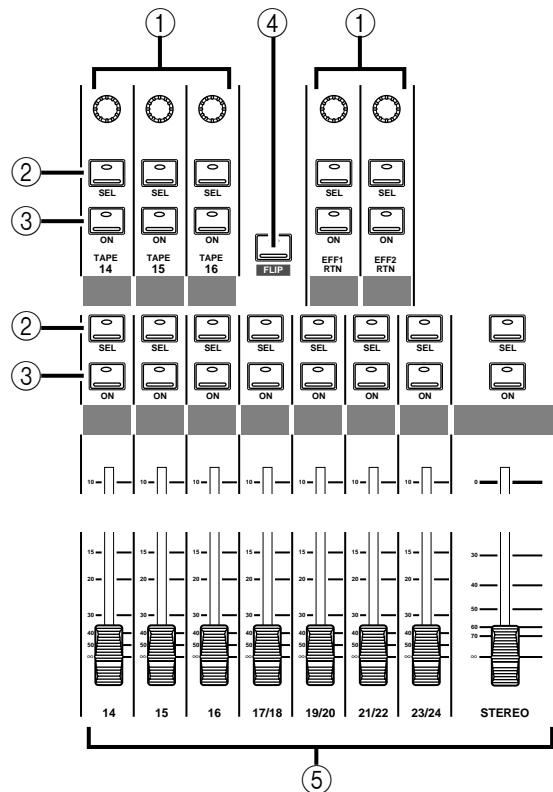 ① ④ ①
② SEL SEL SEL SEL SEL
③ ON ON ON ON ON
TAPE 14 TAPE 15 TAPE 16 FLIP EFF1 RTN EFF2 RTN
② SEL SEL SEL SEL SEL SEL SEL SEL
③ ON ON ON ON ON ON ON ON
10 10 10 10 10 10 10 0
15 15 15 15 15 15 15 30
20 20 20 20 20 20 20 40
30 30 30 30 30 30 30 50
40 40 40 40 40 40 40 60
50 50 50 50 50 50 50 70
∞ ∞ ∞ ∞ ∞ ∞ ∞ ∞
14 15 16 17/18 19/20 21/22 23/24 STEREO
⑤